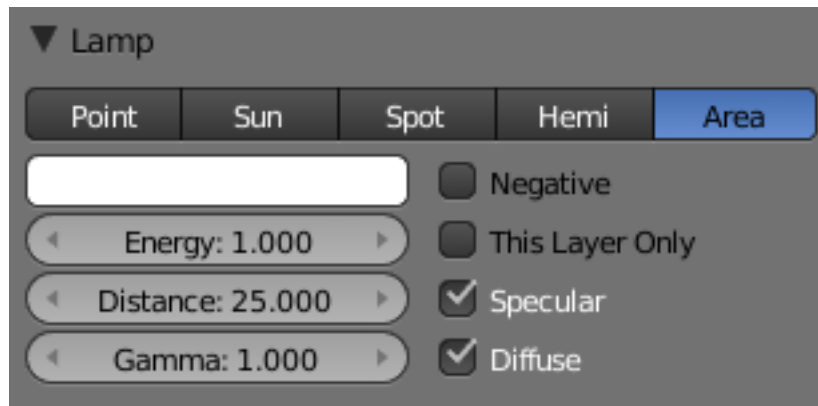 Lamp
Point Sun Spot Hemi Area
Negative
Energy: 1.000 This Layer Only
Distance: 25.000 Specular
Gamma: 1.000 Diffuse